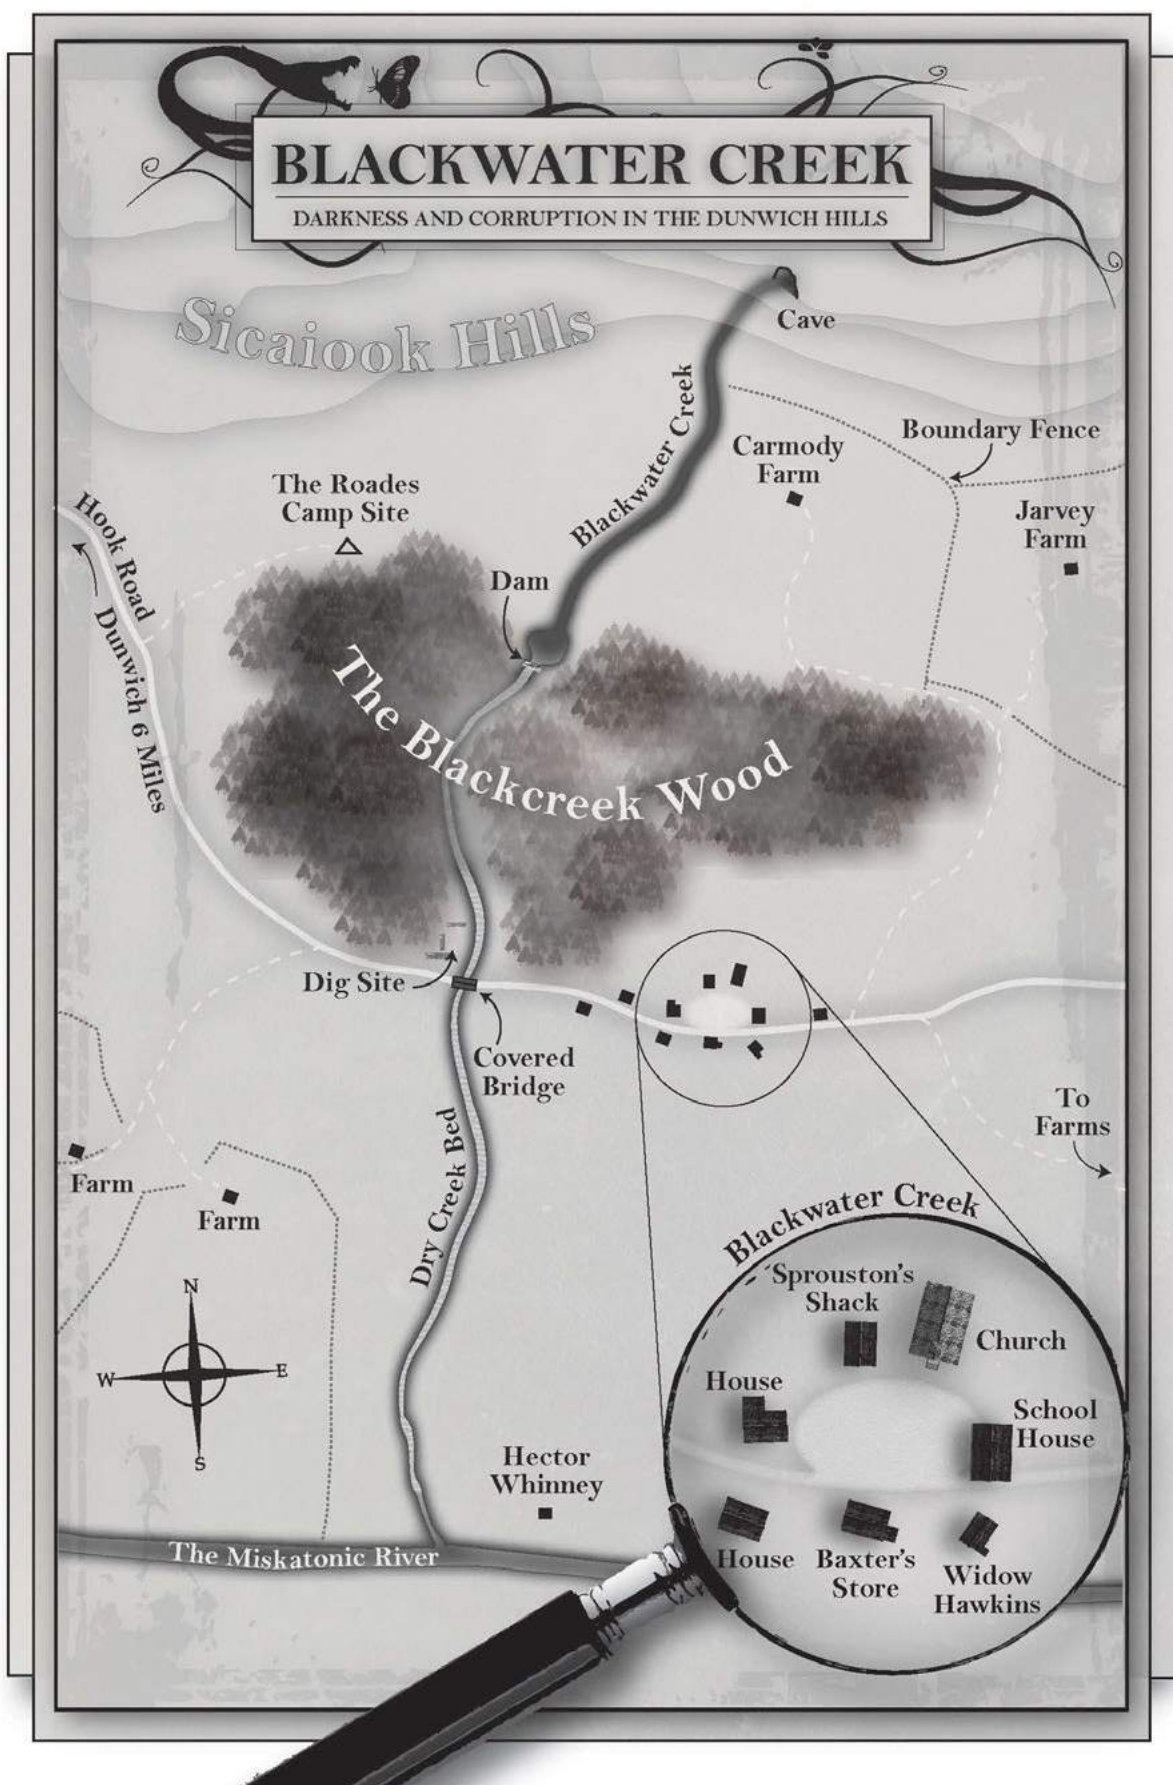 BLACKWATER CREEK
DARKNESS AND CORRUPTION IN THE DUNWICH HILLS
Sicaiook Hills
Cave
Blackwater Creek
Boundary Fence
Carmody
Farm
The Roades
Camp Site
Jarvey
Farm
Hook Road
Dunwich 6 Miles
Dam
The Blackcreek Wood
Dig Site
Covered
Bridge
To
Farms
Farm
Farm
Dry Creek Bed
N
W
E
S
Hector
Whinney
The Miskatonic River
Blackwater Creek
Sprouston's
Shack
Church
House
School
House
House
Baxter's
Store
Widow
Hawkins